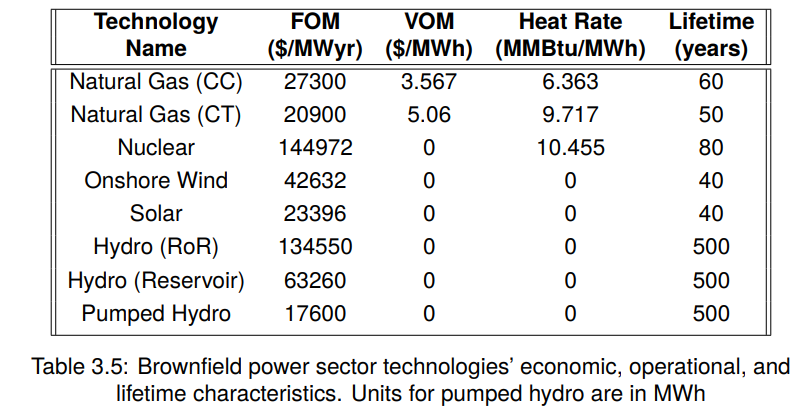 Technology Name FOM ($/MWyr) VOM ($/MWh) Heat Rate (MMBtu/MWh) Lifetime (years)
Natural Gas (CC) 27300 3.567 6.363 60
Natural Gas (CT) 20900 5.06 9.717 50
Nuclear 144972 0 10.455 80
Onshore Wind 42632 0 0 40
Solar 23396 0 0 40
Hydro (RoR) 134550 0 0 500
Hydro (Reservoir) 63260 0 0 500
Pumped Hydro 17600 0 0 500
Table 3.5: Brownfield power sector technologies’ economic, operational, and
lifetime characteristics. Units for pumped hydro are in MWh